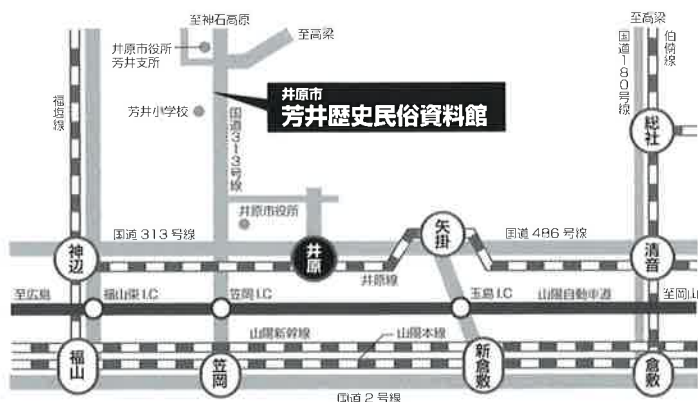 至神石高原
至高梁
井原市役所
芳井支所
芳井小学校
福塩線
国道313号線
井原市
芳井歴史民俗資料館
至高梁
伯備線
国道180号線
総社
井原市役所
国道313号線
神辺
井原
井原線
矢掛
国道486号線
清音
至広島
福山東I.C
笠岡I.C
玉島I.C
山陽自動車道
至岡山
山陽新幹線
山陽本線
福山
笠岡
新倉敷
倉敷
国道2号線